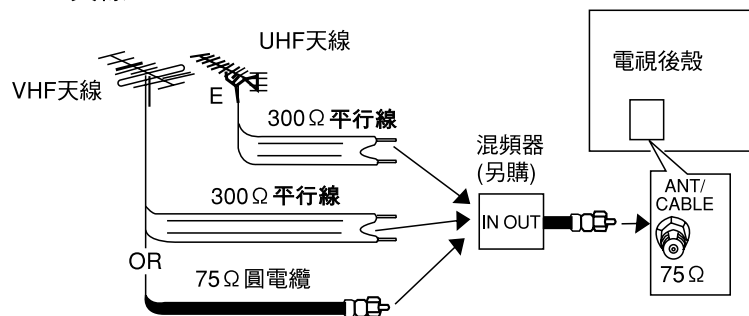 UHF天線
VHF天線
E
300Ω 平行線
300Ω 平行線
OR
75Ω 圓電纜
混頻器
(另購)
IN OUT
電視後殼
ANT/
CABLE
75Ω